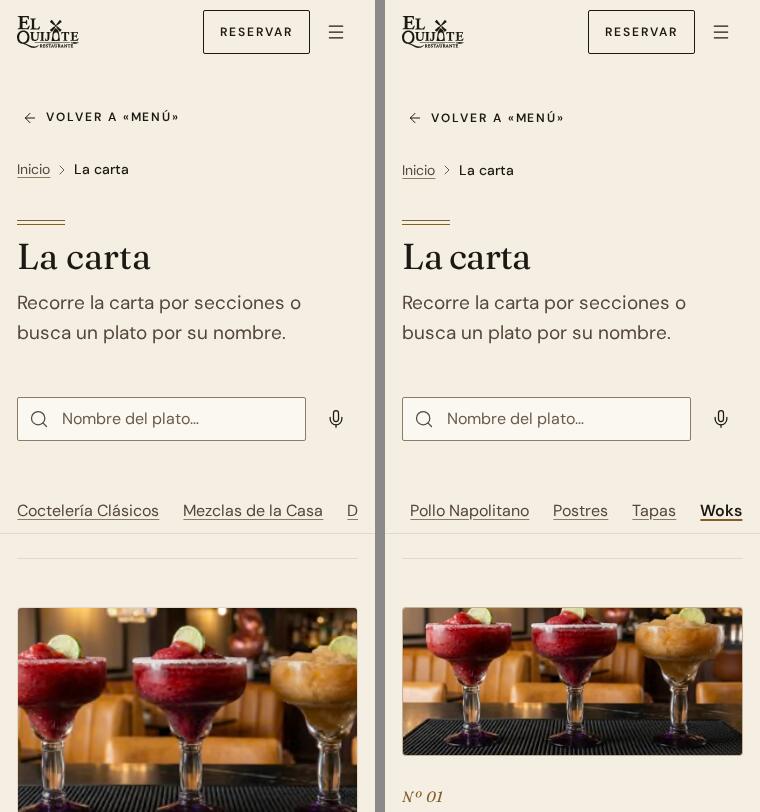 EL
QUIJOTE
RESTAURANTE
RESERVAR
VOLVER A «MENÚ»
Inicio > La carta
La carta
Recorre la carta por secciones o
busca un plato por su nombre.
Nombre del plato...
Coctelería Clásicos Mezclas de la Casa D
EL
QUIJOTE
RESTAURANTE
RESERVAR
VOLVER A «MENÚ»
Inicio > La carta
La carta
Recorre la carta por secciones o
busca un plato por su nombre.
Nombre del plato...
Pollo Napolitano Postres Tapas Woks
Nº 01